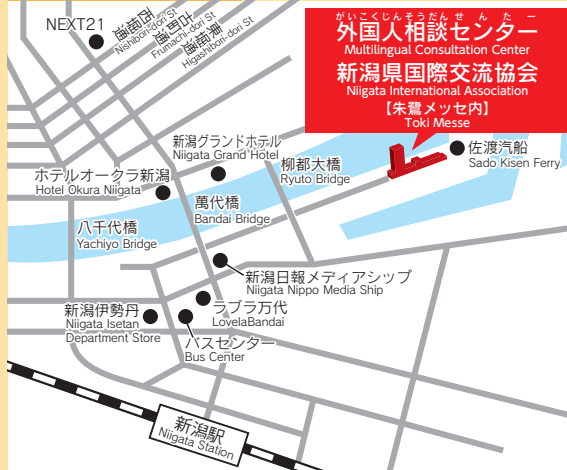 NEXT21
西堀通
Nishibori-dori St
古町通
Frumachi-dori St
東堀通
Higashibori-dori St
がいこくじんそうだんせんたー
外国人相談センター
Multilingual Consultation Center
新潟県国際交流協会
Niigata International Association
【朱鷺メッセ内】
Toki Messe
佐渡汽船
Sado Kisen Ferry
新潟グランドホテル
Niigata Grand Hotel
柳都大橋
Ryuto Bridge
ホテルオークラ新潟
Hotel Okura Niigata
萬代橋
Bandai Bridge
八千代橋
Yachiyo Bridge
新潟日報メディアシップ
Niigata Nippo Media Ship
ラブラ万代
LovelaBandai
新潟伊勢丹
Niigata Isetan
Department Store
バスセンター
Bus Center
新潟駅
Niigata Station